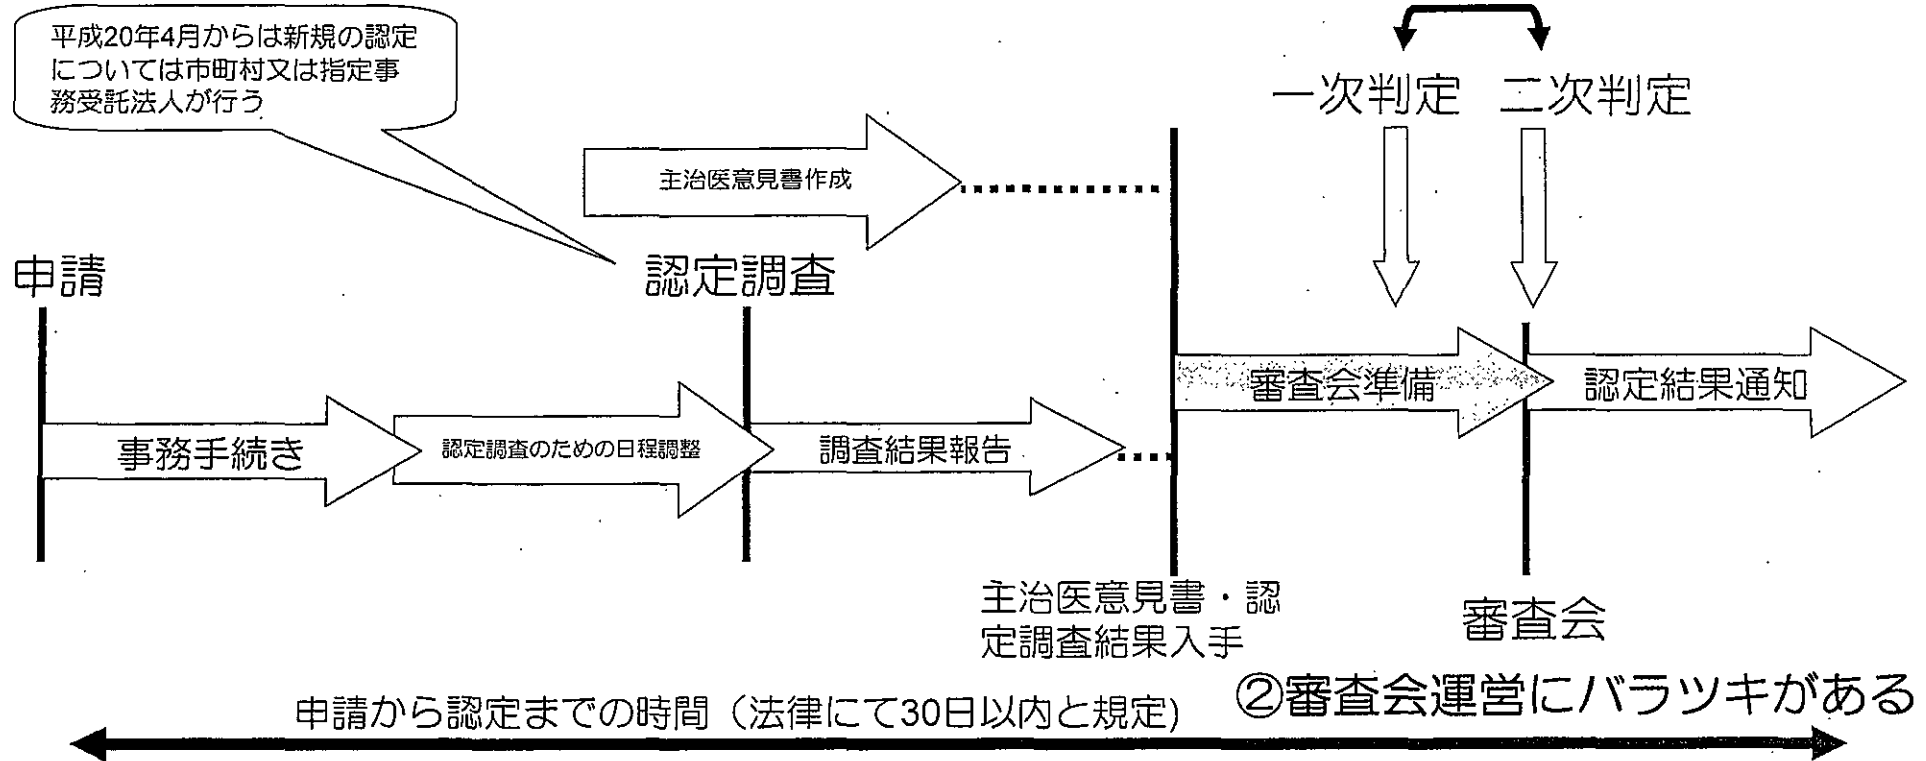 平成20年4月からは新規の認定
については市町村又は指定事
務受託法人が行う
一次判定 二次判定
主治医意見書作成
申請
認定調査
審査会準備
認定結果通知
事務手続き
認定調査のための日程調整
調査結果報告
主治医意見書・認
定調査結果入手
審査会
②審査会運営にバラツキがある
申請から認定までの時間（法律にて30日以内と規定）